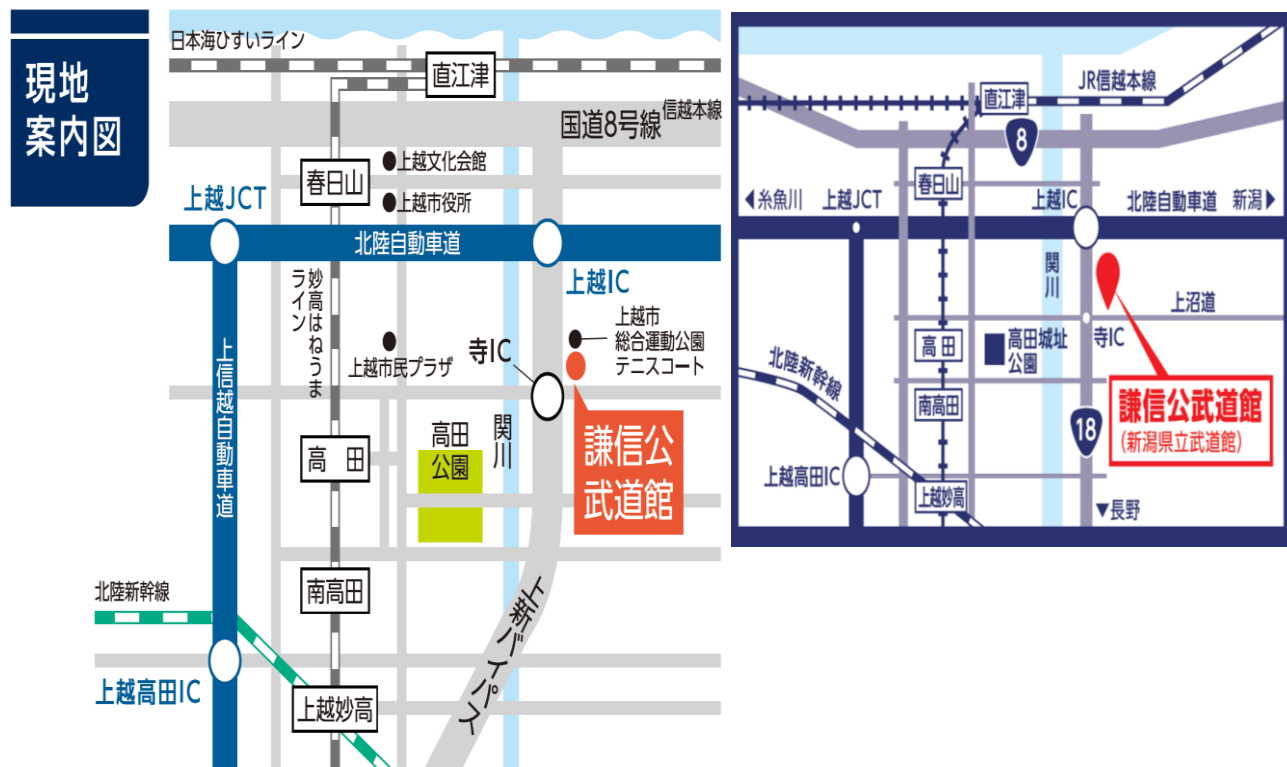 現地
案内図
日本海ひすいライン
直江津
国道8号線
信越本線
春日山
上越文化会館
上越市役所
上越JCT
北陸自動車道
上越IC
妙高はねうま
ライン
上越市民プラザ
上越市
総合運動公園
テニスコート
寺IC
上信越自動車道
高田
高田
公園
関川
謙信公
武道館
南高田
北陸新幹線
上新バイパス
上越高田IC
上越妙高
直江津
JR信越本線
8
春日山
糸魚川
上越JCT
上越IC
北陸自動車道
新潟
関川
上沼道
高田
高田城址
公園
寺IC
北陸新幹線
南高田
18
謙信公武道館
(新潟県立武道館)
上越高田IC
上越妙高
長野